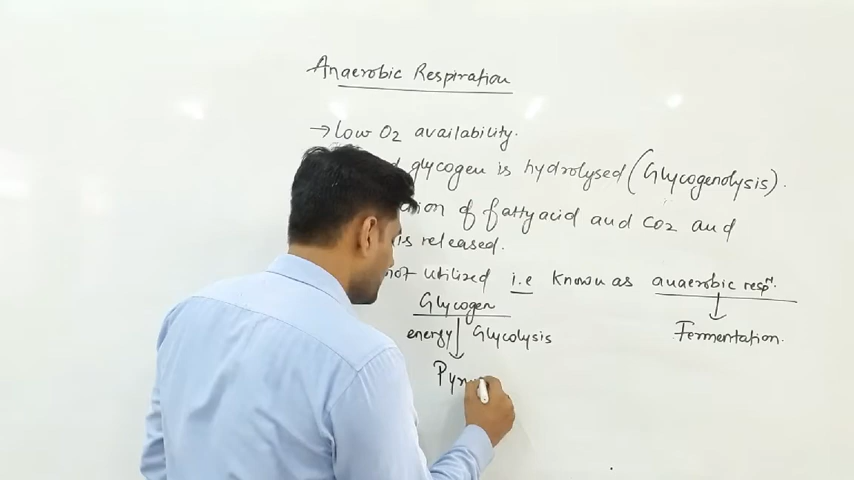 Anaerobic Respiration
→ Low O2 availability.
glycogen is hydrolysed (Glycogenolysis).
of fatty acid and CO2 and
is released.
not utilized i.e known as anaerobic respⁿ.
Glycogen
energy Glycolysis
Fermentation.